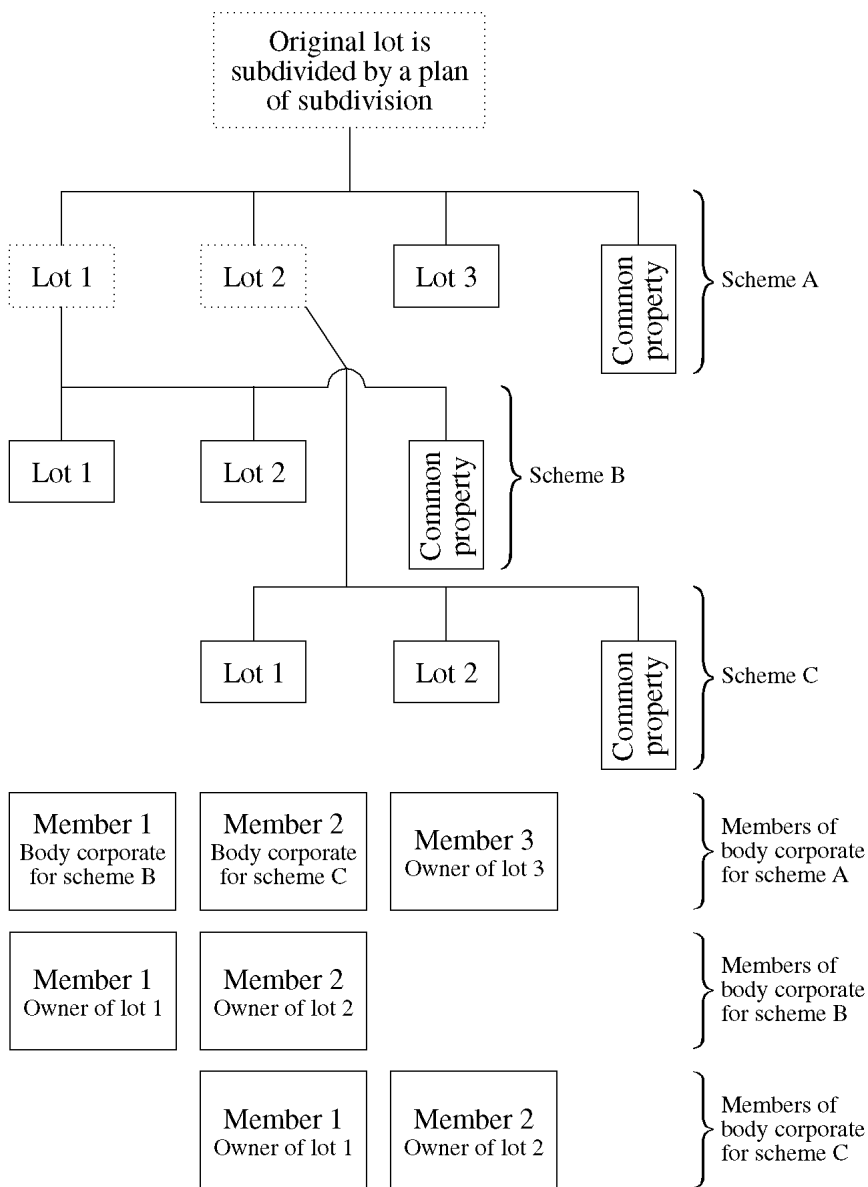 Original lot is
subdivided by a plan
of subdivision
Lot 1
Lot 2
Lot 3
Common
property
Scheme A
Lot 1
Lot 2
Common
property
Scheme B
Lot 1
Lot 2
Common
property
Scheme C
Member 1
Body corporate
for scheme B
Member 2
Body corporate
for scheme C
Member 3
Owner of lot 3
Members of
body corporate
for scheme A
Member 1
Owner of lot 1
Member 2
Owner of lot 2
Members of
body corporate
for scheme B
Member 1
Owner of lot 1
Member 2
Owner of lot 2
Members of
body corporate
for scheme C